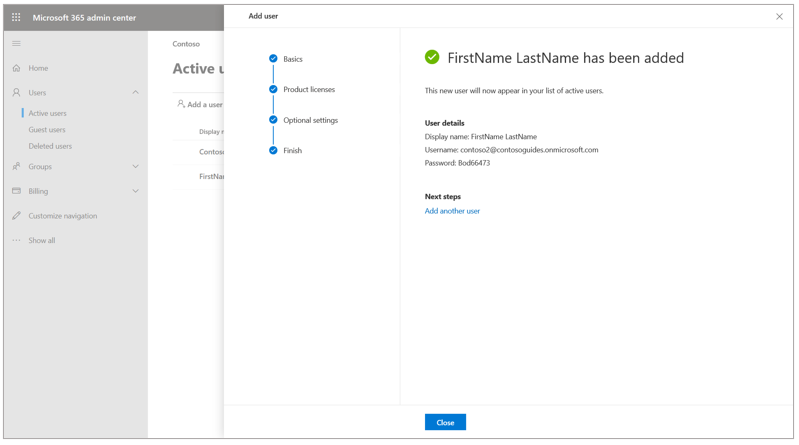 Microsoft 365 admin center
Home
Users
Active users
Guest users
Deleted users
Groups
Billing
Customize navigation
Show all
Contoso
Active
Add a user
Display
Add user
Basics
Product licenses
Optional settings
Finish
FirstName LastName has been added
This new user will now appear in your list of active users.
User details
Display name: FirstName LastName
Username: contoso2@contosoguides.onmicrosoft.com
Password: Bod66473
Next steps
Add another user
Close